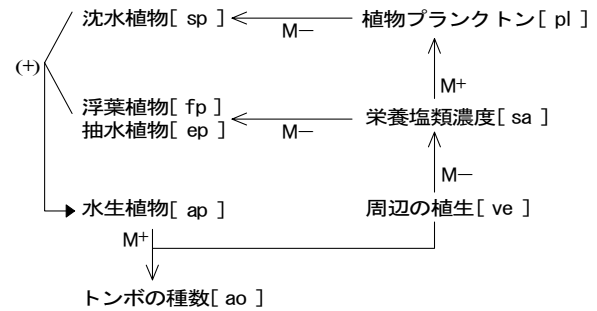 沈水植物[ sp ]
M−
植物プランクトン[ pl ]
(+)
M+
浮葉植物[ fp ]
抽水植物[ ep ]
M−
栄養塩類濃度[ sa ]
M−
水生植物[ ap ]
周辺の植生[ ve ]
M+
トンボの種数[ ao ]